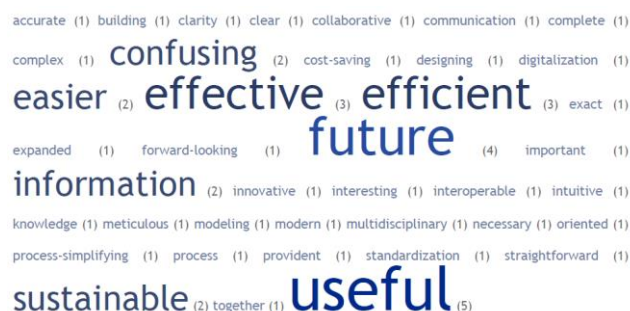 accurate (1) building (1) clarity (1) clear (1) collaborative (1) communication (1) complete (1)
complex (1) confusing (2) cost-saving (1) designing (1) digitalization (1)
easier (2) effective (3) efficient (3) exact (1)
expanded (1) forward-looking (1) future (4) important (1)
information (2) innovative (1) interesting (1) interoperable (1) intuitive (1)
knowledge (1) meticulous (1) modeling (1) modern (1) multidisciplinary (1) necessary (1) oriented (1)
process-simplifying (1) process (1) provident (1) standardization (1) straightforward (1)
sustainable (2) together (1) useful (5)